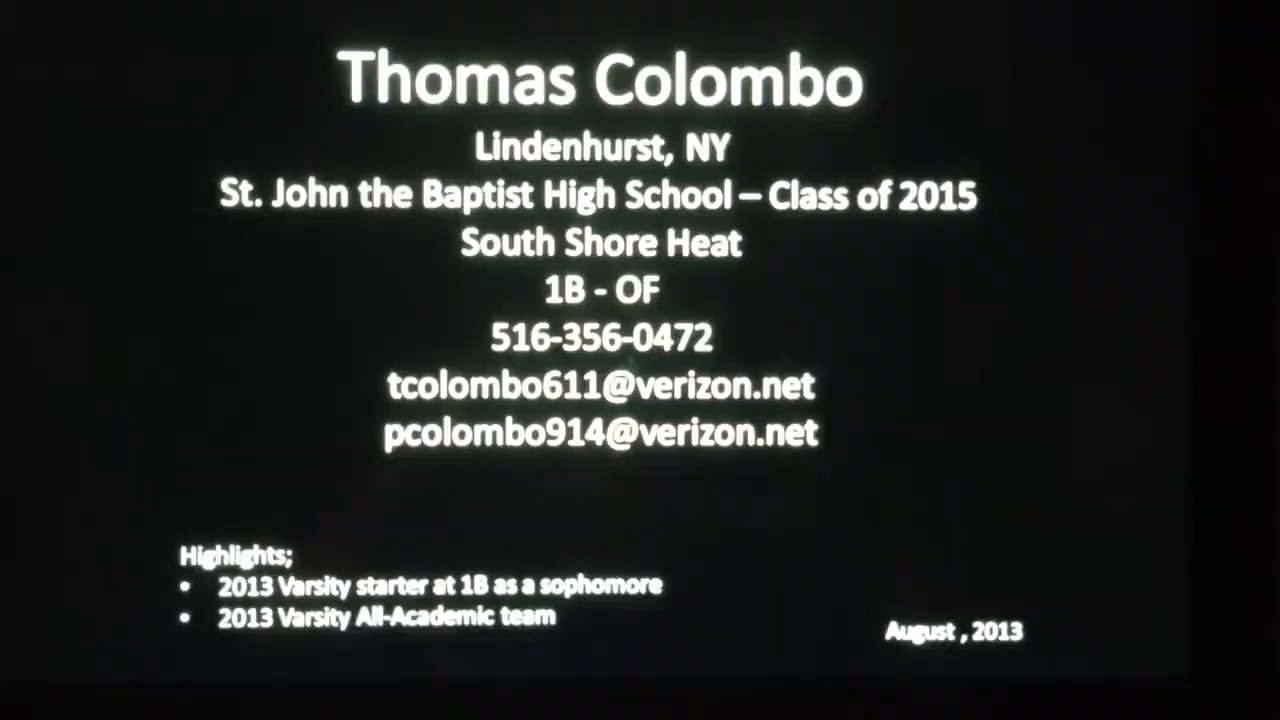 Thomas Colombo
Lindenhurst, NY
St. John the Baptist High School – Class of 2015
South Shore Heat
1B - OF
516-356-0472
tcolombo611@verizon.net
pcolombo914@verizon.net
Highlights;
• 2013 Varsity starter at 1B as a sophomore
• 2013 Varsity All-Academic team
August , 2013